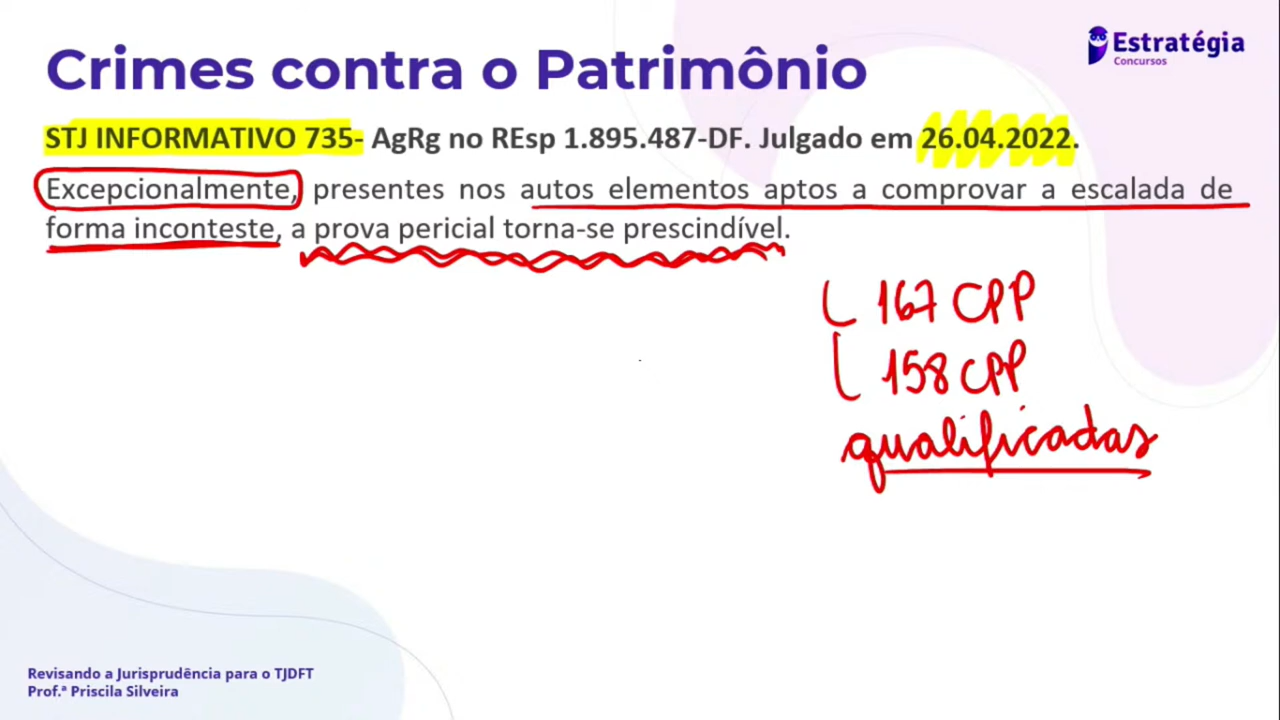 Crimes contra o Patrimônio
Estratégia
Concursos
STJ INFORMATIVO 735- AgRg no REsp 1.895.487-DF. Julgado em 26.04.2022.
Excepcionalmente, presentes nos autos elementos aptos a comprovar a escalada de
forma inconteste, a prova pericial torna-se prescindível.
167 CPP
158 CPP
qualificadas
Revisando a Jurisprudência para o TJDFT
Prof.ª Priscila Silveira